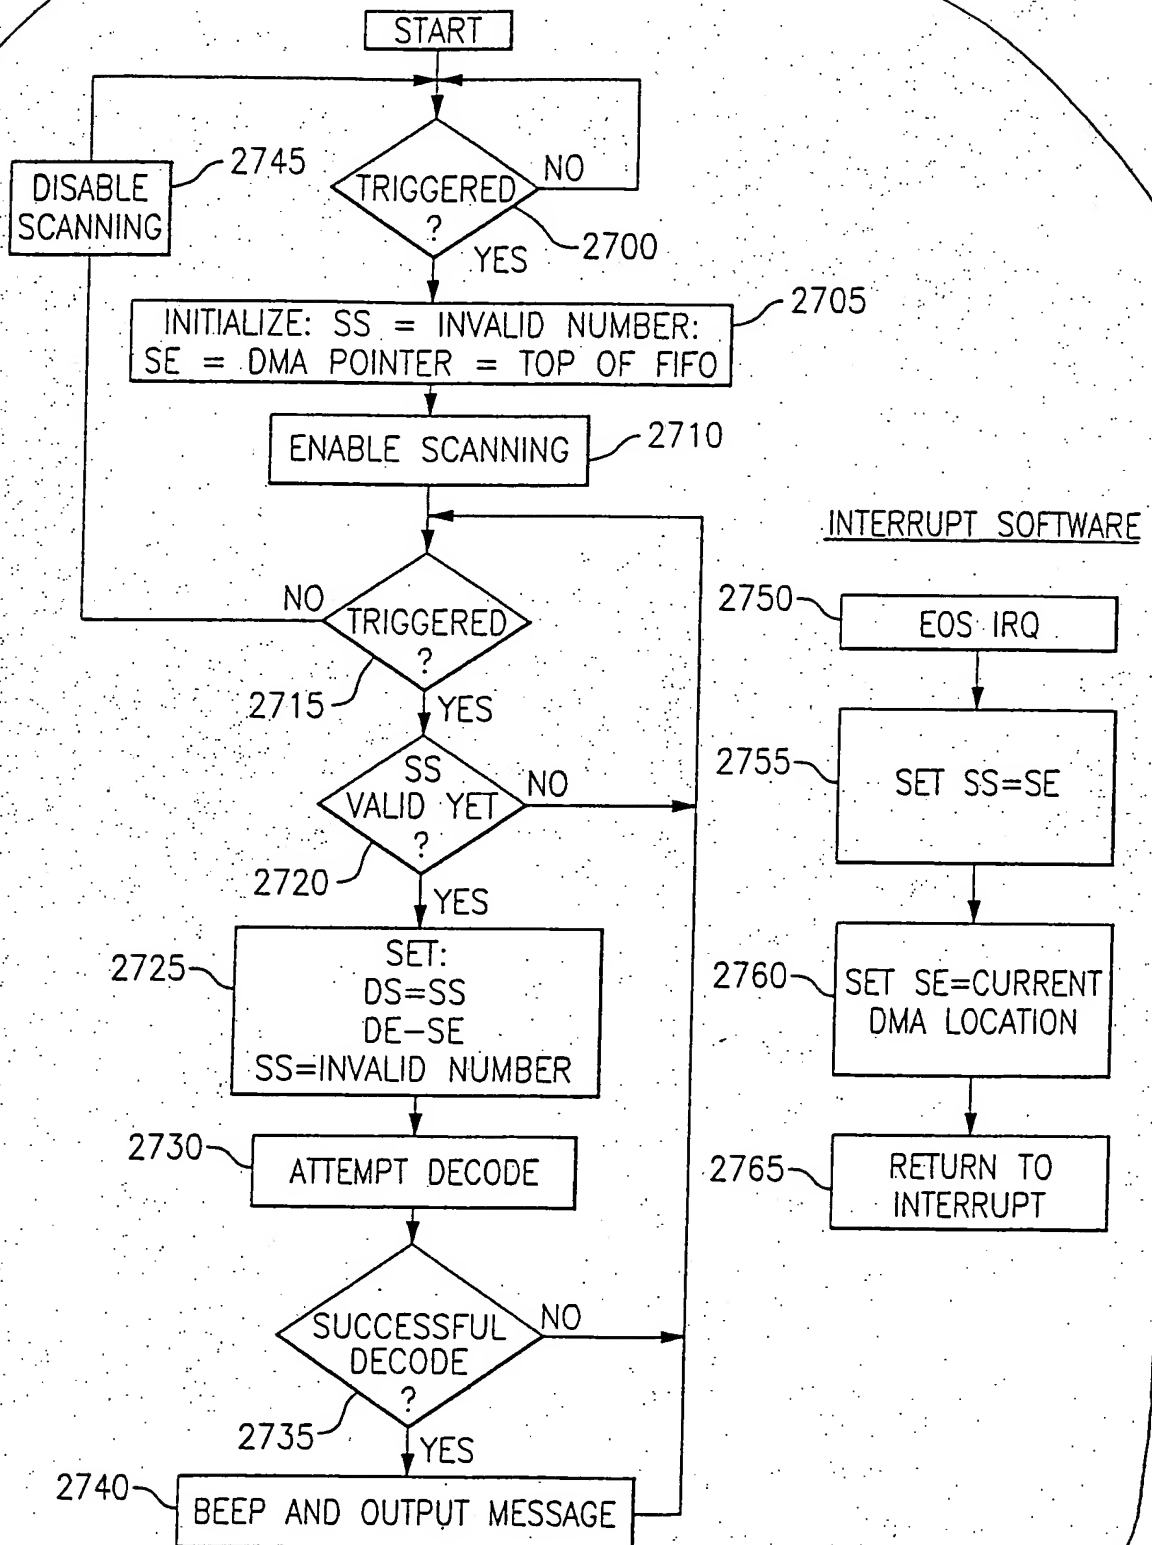 START
2745
DISABLE
SCANNING
TRIGGERED
?
NO
2700
YES
2705
INITIALIZE: SS = INVALID NUMBER:
SE = DMA POINTER = TOP OF FIFO
ENABLE SCANNING
2710
NO
TRIGGERED
?
2715
YES
SS
VALID YET
?
NO
2720
YES
2725
SET:
DS=SS
DE-SE
SS=INVALID NUMBER
2730
ATTEMPT DECODE
SUCCESSFUL
DECODE
?
NO
2735
YES
2740
BEEP AND OUTPUT MESSAGE
INTERRUPT SOFTWARE
2750
EOS IRQ
2755
SET SS=SE
2760
SET SE=CURRENT
DMA LOCATION
2765
RETURN TO
INTERRUPT